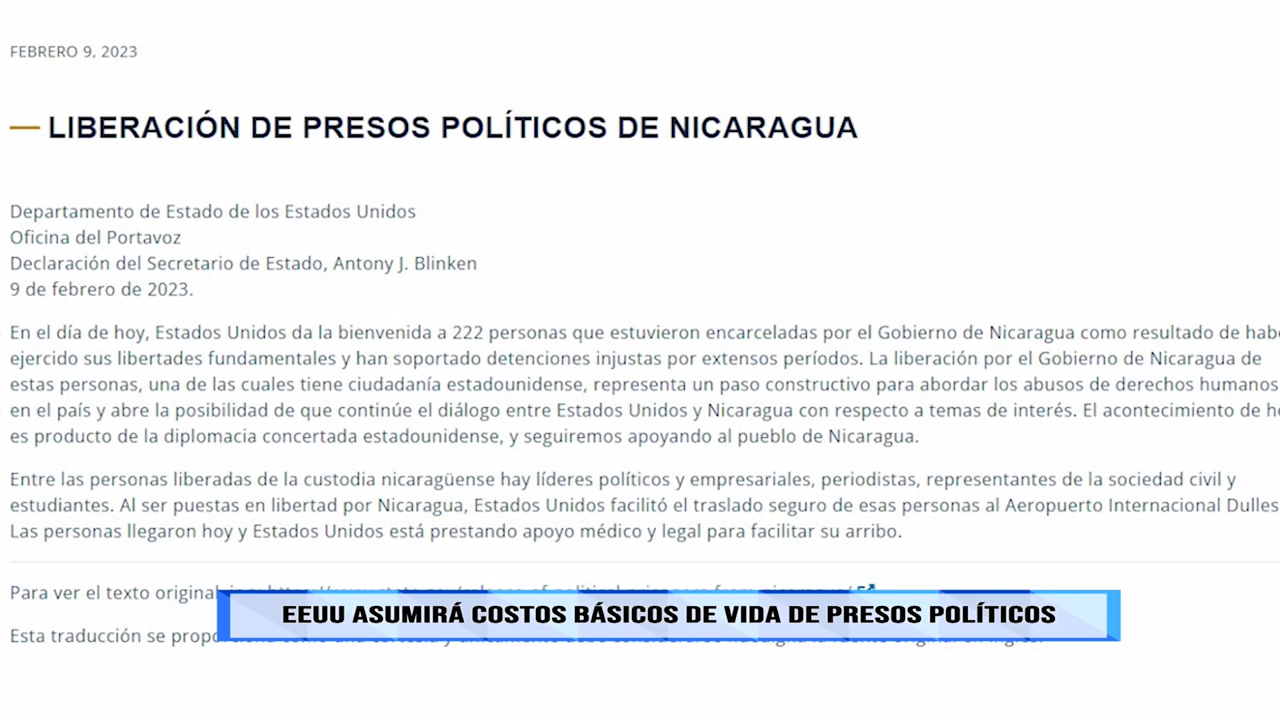 FEBRERO 9, 2023
— LIBERACIÓN DE PRESOS POLÍTICOS DE NICARAGUA
Departamento de Estado de los Estados Unidos
Oficina del Portavoz
Declaración del Secretario de Estado, Antony J. Blinken
9 de febrero de 2023.
En el día de hoy, Estados Unidos da la bienvenida a 222 personas que estuvieron encarceladas por el Gobierno de Nicaragua como resultado de
ejercido sus libertades fundamentales y han soportado detenciones injustas por extensos períodos. La liberación por el Gobierno de Nicaragua de
estas personas, una de las cuales tiene ciudadanía estadounidense, representa un paso constructivo para abordar los abusos de derechos humanos
en el país y abre la posibilidad de que continúe el diálogo entre Estados Unidos y Nicaragua con respecto a temas de interés. El acontecimiento de
es producto de la diplomacia concertada estadounidense, y seguiremos apoyando al pueblo de Nicaragua.
Entre las personas liberadas de la custodia nicaragüense hay líderes políticos y empresariales, periodistas, representantes de la sociedad civil y
estudiantes. Al ser puestas en libertad por Nicaragua, Estados Unidos facilitó el traslado seguro de esas personas al Aeropuerto Internacional Dulles
Las personas llegaron hoy y Estados Unidos está prestando apoyo médico y legal para facilitar su arribo.
Para ver el texto original
EEUU ASUMIRÁ COSTOS BÁSICOS DE VIDA DE PRESOS POLÍTICOS
Esta traducción se